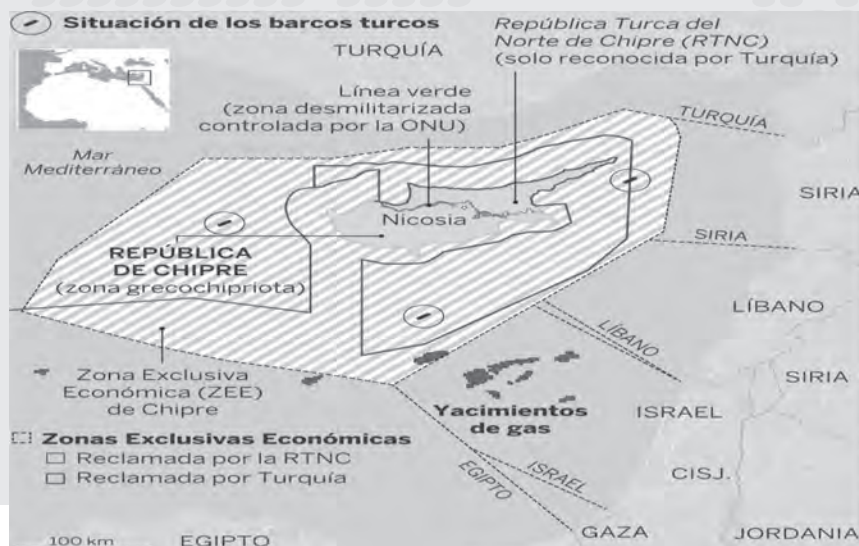 Situación de los barcos turcos
TURQUÍA
República Turca del
Norte de Chipre (RTNC)
(solo reconocida por Turquía)
Línea verde
(zona desmilitarizada
controlada por la ONU)
TURQUÍA
Mar
Mediterráneo
SIRIA
Nicosia
SIRIA
REPÚBLICA
DE CHIPRE
(zona grecochipriota)
LÍBANO
LÍBANO
SIRIA
Zona Exclusiva
Económica (ZEE)
de Chipre
Yacimientos
de gas
ISRAEL
Zonas Exclusivas Económicas
Reclamada por la RTNC
Reclamada por Turquía
CISJ.
ISRAEL
EGIPTO
GAZA
JORDANIA
100 km
EGIPTO